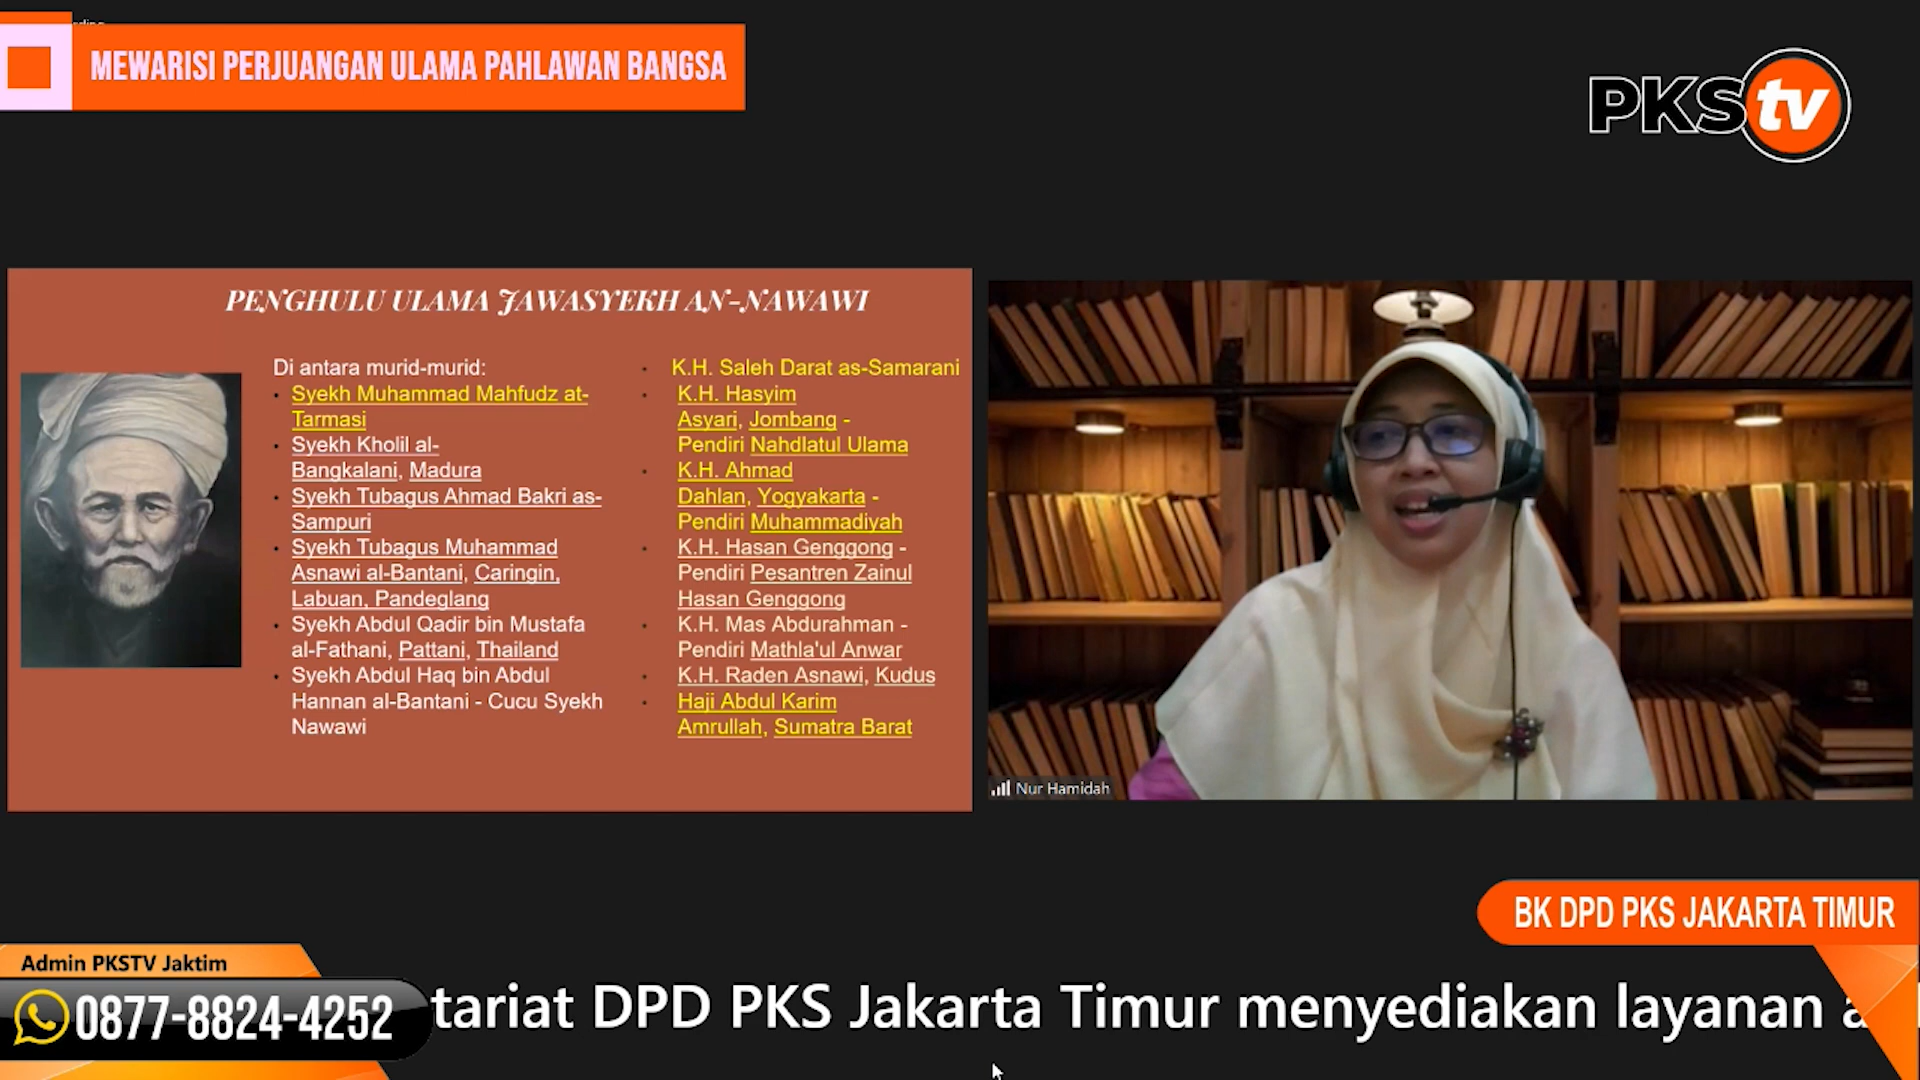 MEWARISI PERJUANGAN ULAMA PAHLAWAN BANGSA
PKStv
PENGHULU ULAMA JAWASYEKH AN-NAWAWI
Di antara murid-murid:
Syekh Muhammad Mahfudz at-
Tarmasi
Syekh Kholil al-
Bangkalani, Madura
Syekh Tubagus Ahmad Bakri as-
Sampuri
Syekh Tubagus Muhammad
Asnawi al-Bantani, Caringin,
Labuan, Pandeglang
Syekh Abdul Qadir bin Mustafa
al-Fathani, Pattani, Thailand
Syekh Abdul Haq bin Abdul
Hannan al-Bantani - Cucu Syekh
Nawawi
K.H. Saleh Darat as-Samarani
K.H. Hasyim
Asyari, Jombang -
Pendiri Nahdlatul Ulama
K.H. Ahmad
Dahlan, Yogyakarta -
Pendiri Muhammadiyah
K.H. Hasan Genggong -
Pendiri Pesantren Zainul
Hasan Genggong
K.H. Mas Abdurahman -
Pendiri Mathla'ul Anwar
K.H. Raden Asnawi, Kudus
Haji Abdul Karim
Amrullah, Sumatra Barat
Nur Hamidah
BK DPD PKS JAKARTA TIMUR
Admin PKSTV Jaktim
0877-8824-4252
tariat DPD PKS Jakarta Timur menyediakan layanan a